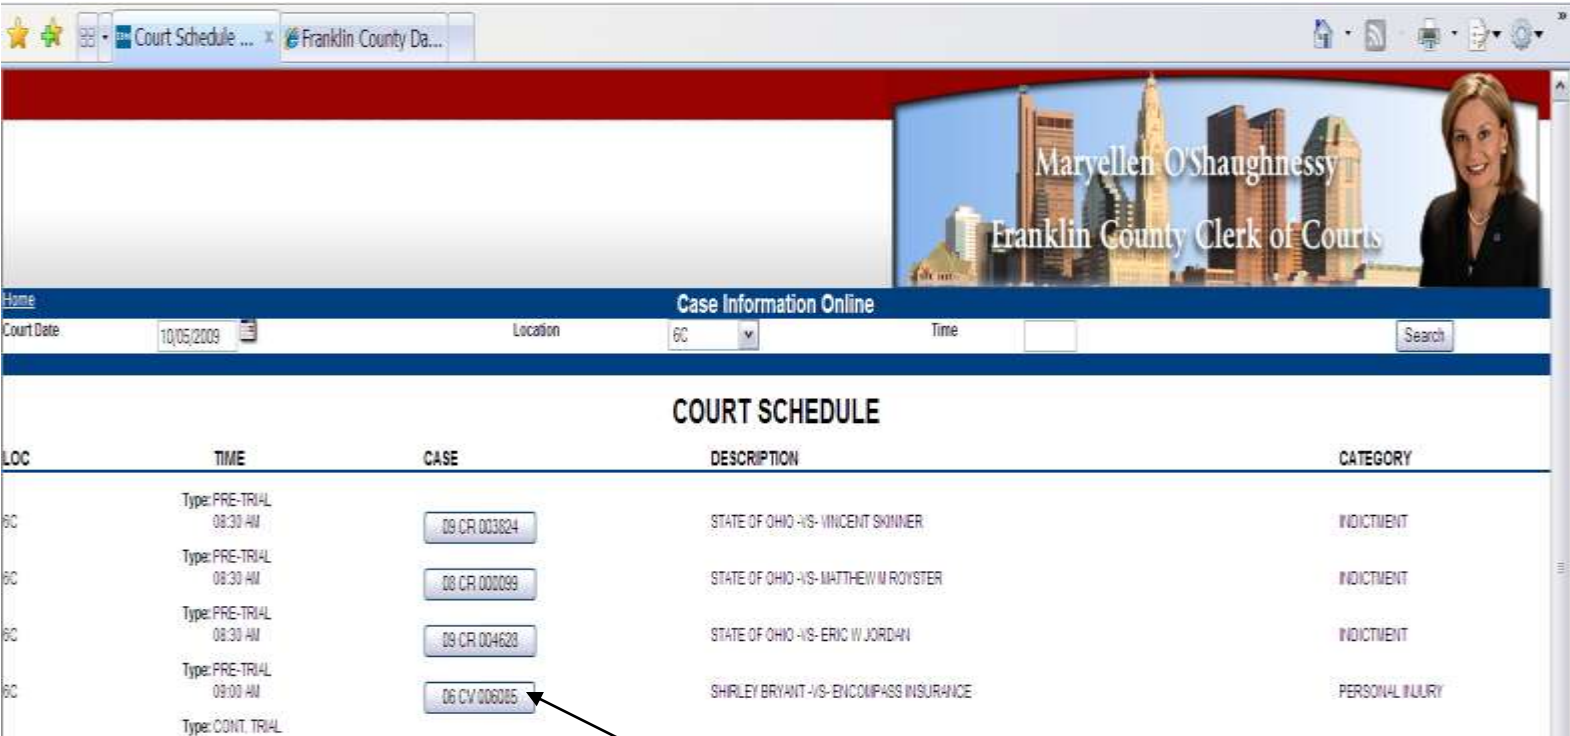 Court Schedule ... x Franklin County Da...
Maryellen O'Shaughnessy
Franklin County Clerk of Courts
Home Case Information Online
Court Date 10/05/2009 Location 6C Time Search
COURT SCHEDULE
LOC TIME CASE DESCRIPTION CATEGORY
Type: PRE-TRIAL
6C 08:30 AM 09 CR 003824 STATE OF OHIO -VS- VINCENT SKINNER INDICTMENT
Type: PRE-TRIAL
6C 08:30 AM 08 CR 000099 STATE OF OHIO -VS- MATTHEW M ROYSTER INDICTMENT
Type: PRE-TRIAL
6C 08:30 AM 09 CR 004628 STATE OF OHIO -VS- ERIC W JORDAN INDICTMENT
Type: PRE-TRIAL
6C 09:00 AM 06 CV 006085 SHIRLEY BRYANT -VS- ENCOMPASS INSURANCE PERSONAL INJURY
Type: CONT. TRIAL